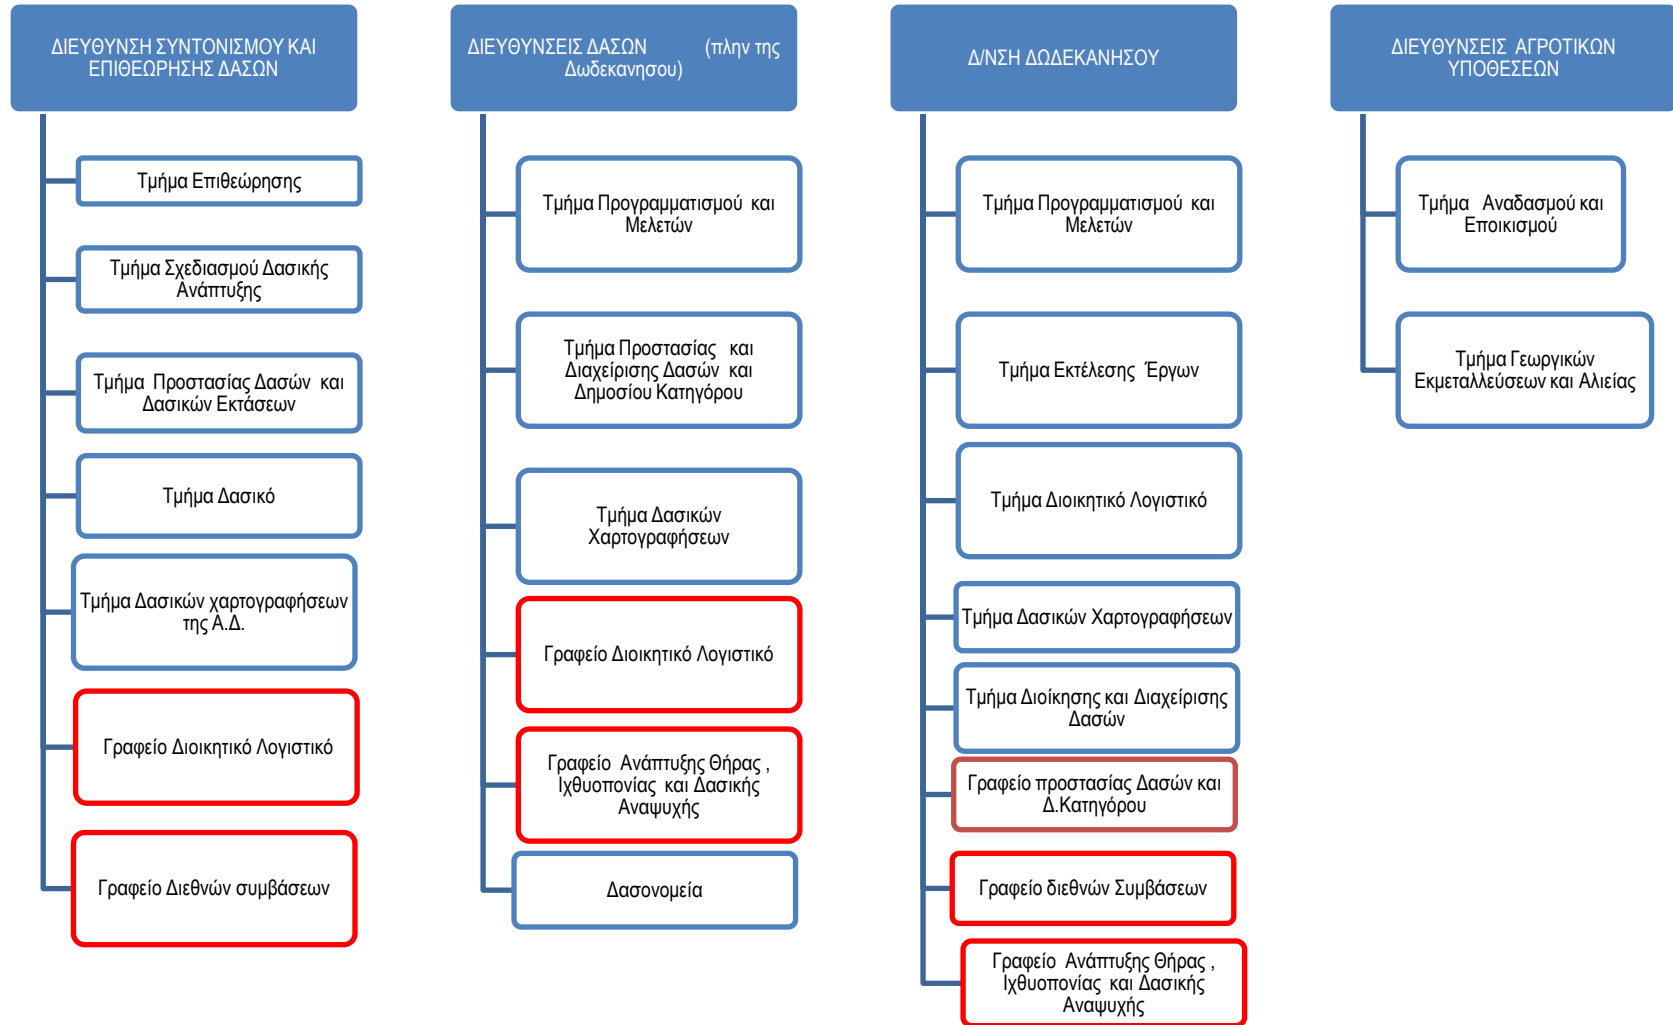 ΔΙΕΥΘΥΝΣΗ ΣΥΝΤΟΝΙΣΜΟΥ ΚΑΙ
ΕΠΙΘΕΩΡΗΣΗΣ ΔΑΣΩΝ
Τμήμα Επιθεώρησης
Τμήμα Σχεδιασμού Δασικής
Ανάπτυξης
Τμήμα Προστασίας Δασών και
Δασικών Εκτάσεων
Τμήμα Δασικό
Τμήμα Δασικών χαρτογραφήσεων
της Α.Δ.
Γραφείο Διοικητικό Λογιστικό
Γραφείο Διεθνών συμβάσεων
ΔΙΕΥΘΥΝΣΕΙΣ ΔΑΣΩΝ (πλην της
Δωδεκανησου)
Τμήμα Προγραμματισμού και
Μελετών
Τμήμα Προστασίας και
Διαχείρισης Δασών και
Δημοσίου Κατηγόρου
Τμήμα Δασικών
Χαρτογραφήσεων
Γραφείο Διοικητικό Λογιστικό
Γραφείο Ανάπτυξης Θήρας ,
Ιχθυοπονίας και Δασικής
Αναψυχής
Δασονομεία
Δ/ΝΣΗ ΔΩΔΕΚΑΝΗΣΟΥ
Τμήμα Προγραμματισμού και
Μελετών
Τμήμα Εκτέλεσης Έργων
Τμήμα Διοικητικό Λογιστικό
Τμήμα Δασικών Χαρτογραφήσεων
Τμήμα Διοίκησης και Διαχείρισης
Δασών
Γραφείο προστασίας Δασών και
Δ.Κατηγόρου
Γραφείο διεθνών Συμβάσεων
Γραφείο Ανάπτυξης Θήρας ,
Ιχθυοπονίας και Δασικής
Αναψυχής
ΔΙΕΥΘΥΝΣΕΙΣ ΑΓΡΟΤΙΚΩΝ
ΥΠΟΘΕΣΕΩΝ
Τμήμα Αναδασμού και
Εποικισμού
Τμήμα Γεωργικών
Εκμεταλλεύσεων και Αλιείας